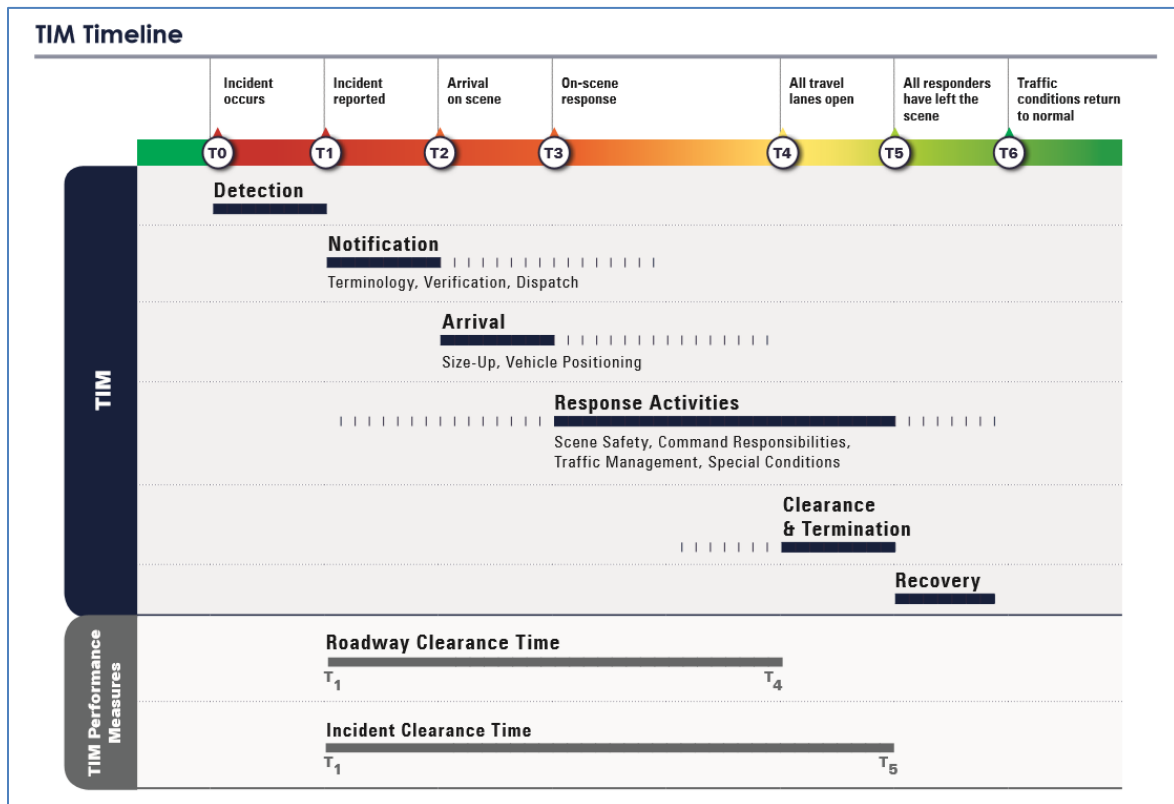 TIM Timeline
Incident
occurs
Incident
reported
Arrival
on scene
On-scene
response
All travel
lanes open
All responders
have left the
scene
Traffic
conditions return
to normal
T0
T1
T2
T3
T4
T5
T6
TIM
Detection
Notification
Terminology, Verification, Dispatch
Arrival
Size-Up, Vehicle Positioning
Response Activities
Scene Safety, Command Responsibilities,
Traffic Management, Special Conditions
Clearance
& Termination
Recovery
TIM Performance
Measures
Roadway Clearance Time
T1
T4
Incident Clearance Time
T1
T5